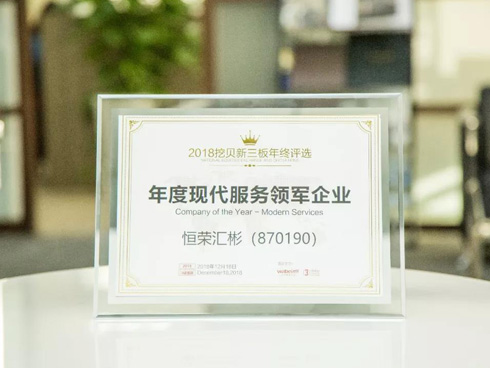 2018挖贝新三板年终评选
年度现代服务领军企业
Company of the Year - Modern Services
恒荣汇彬（870190）